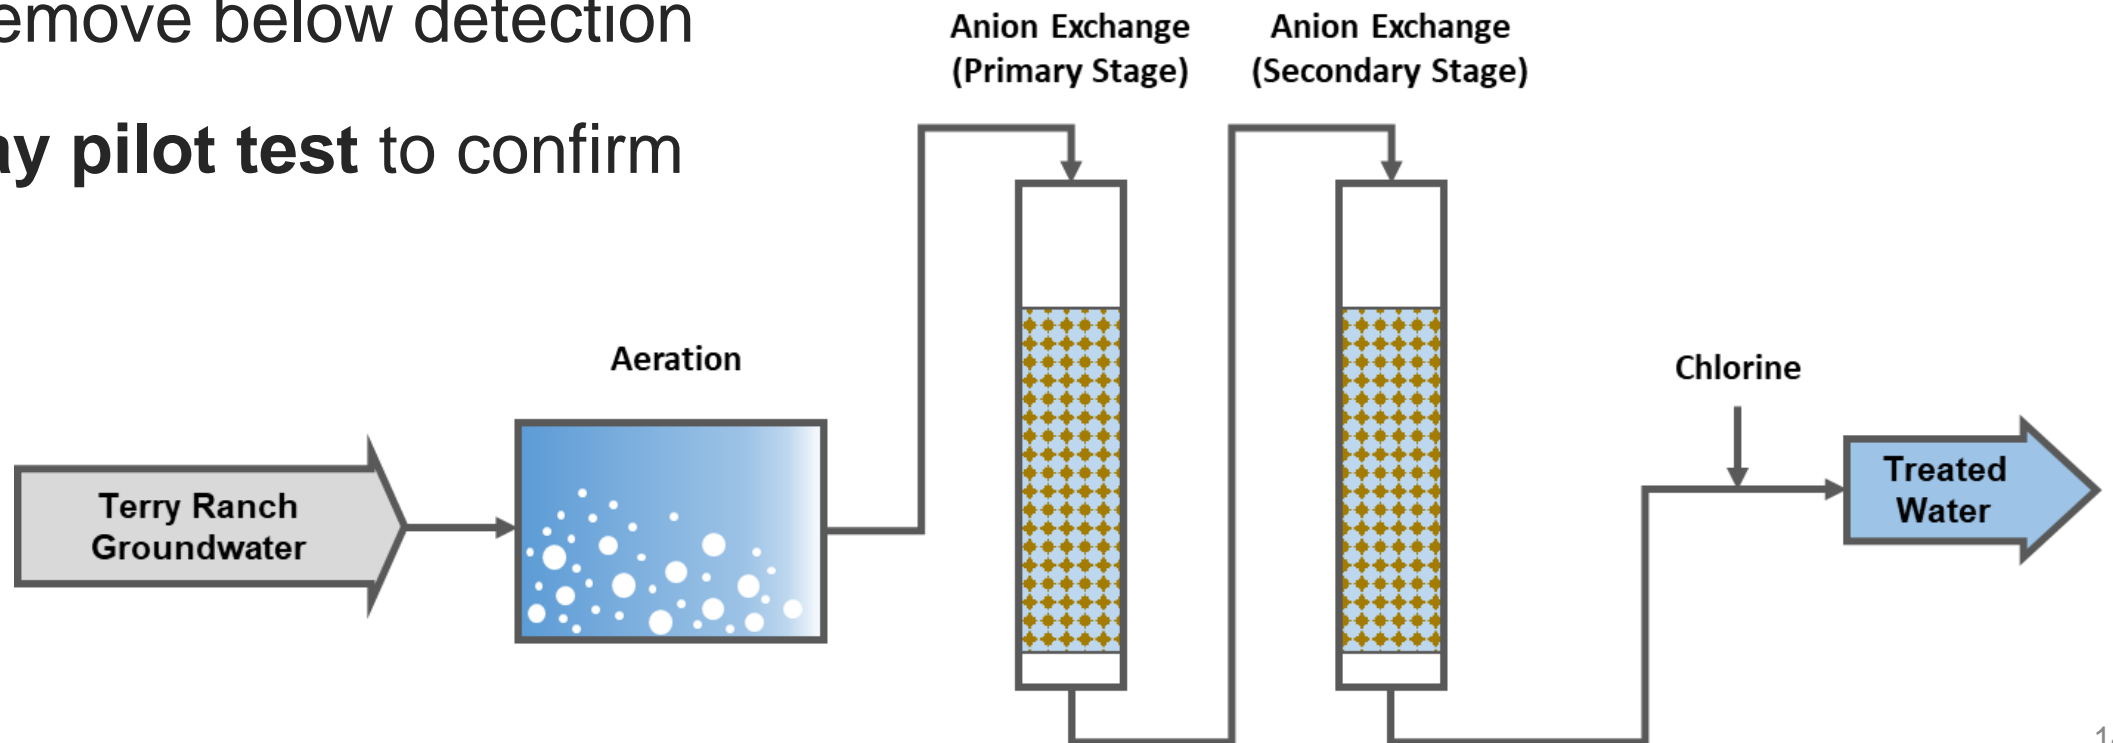 emove below detection
ay pilot test to confirm
Anion Exchange
(Primary Stage)
Anion Exchange
(Secondary Stage)
Aeration
Chlorine
Terry Ranch
Groundwater
Treated
Water